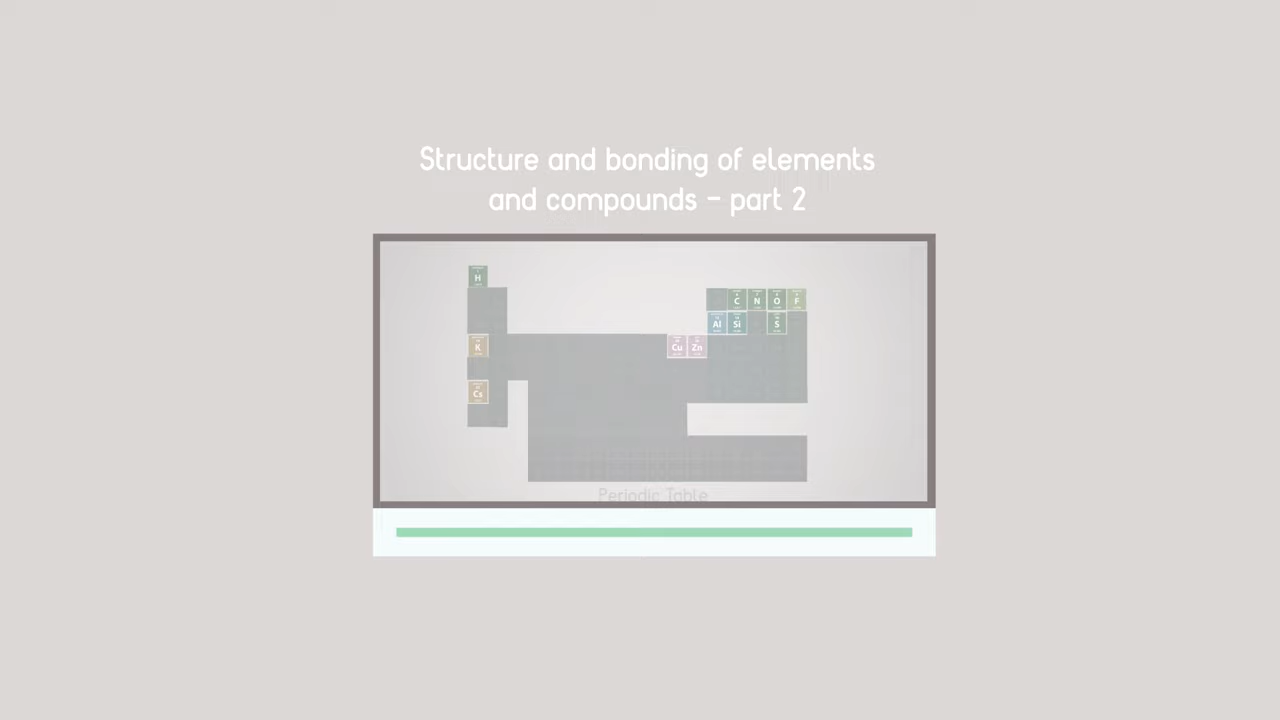 Structure and bonding of elements
and compounds - part 2
H
C N O F
Al Si S
K Cu Zn
Cs
Periodic Table